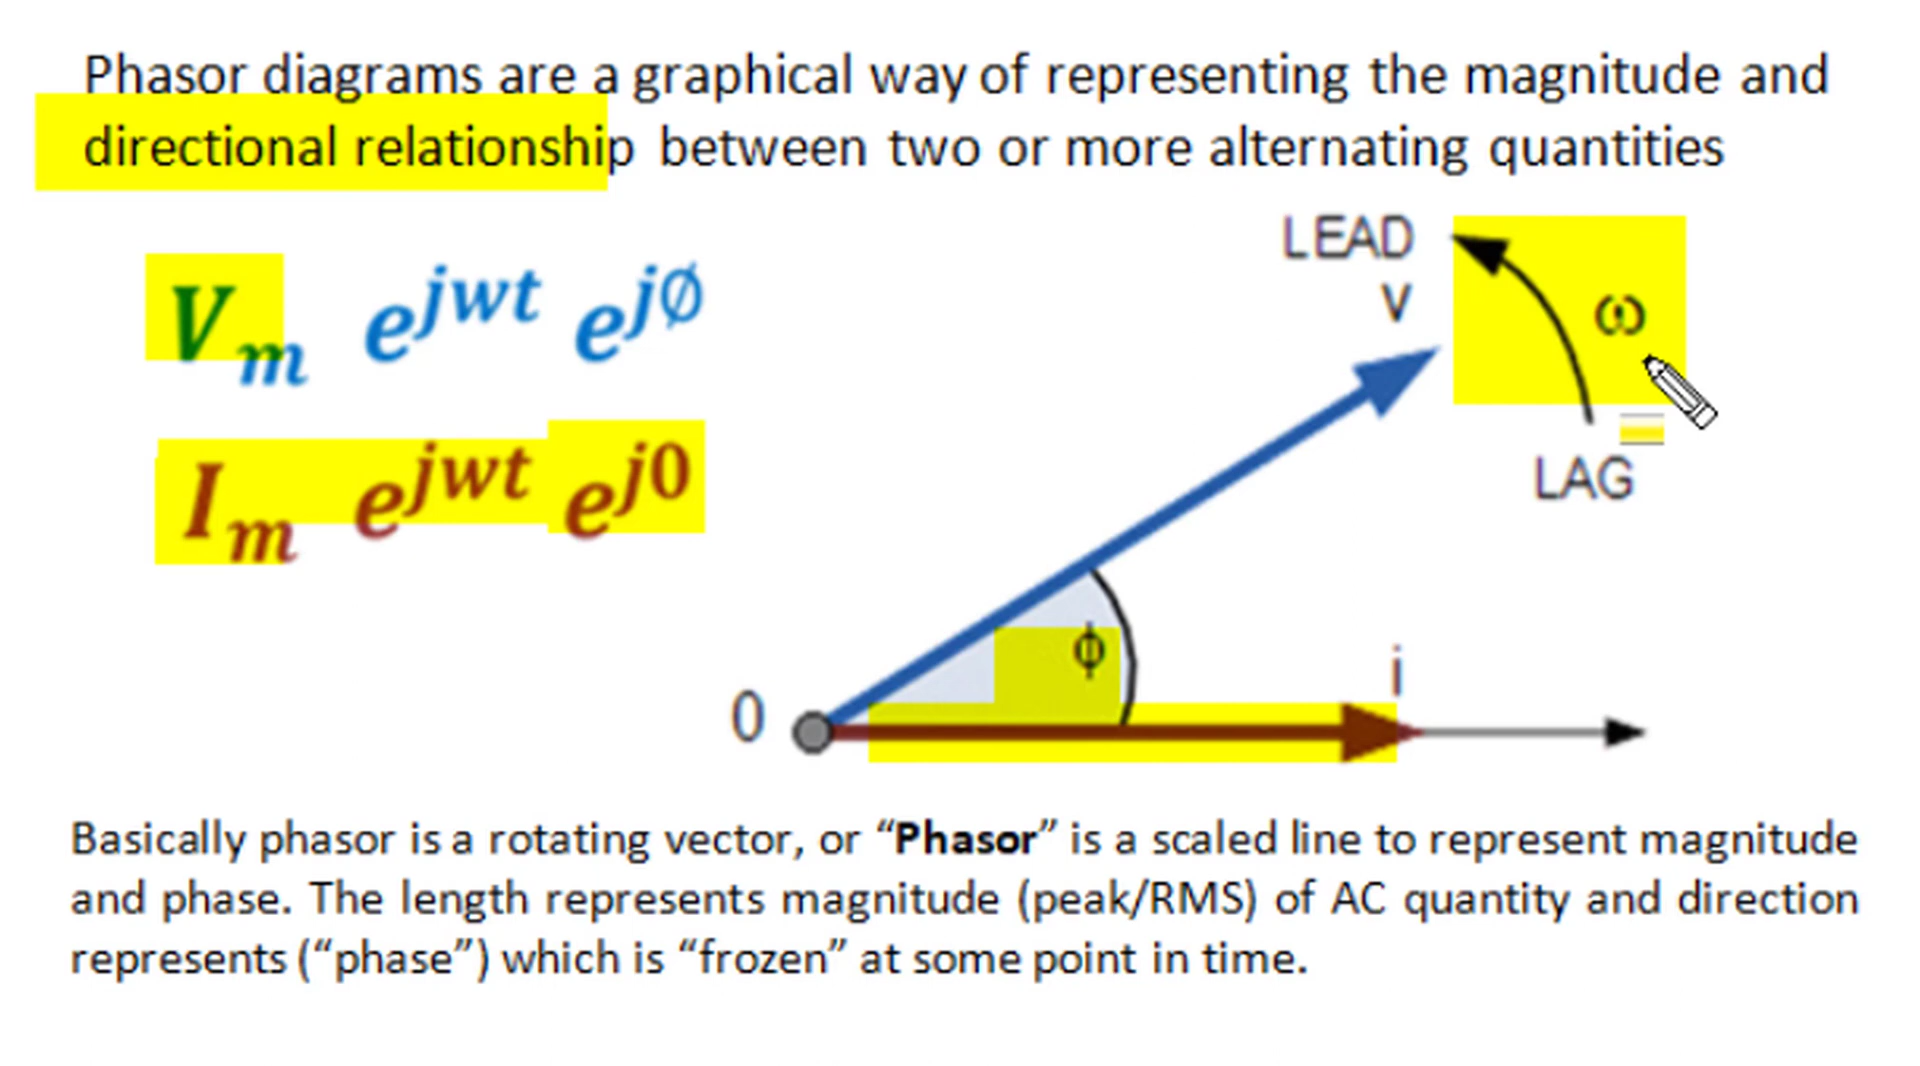 Phasor diagrams are a graphical way of representing the magnitude and
directional relationship between two or more alternating quantities
LEAD
V
ω
LAG
Vₘ e^{jwt} e^{j∅}
Iₘ e^{jwt} e^{j0}
ϕ
i
0
Basically phasor is a rotating vector, or “Phasor” is a scaled line to represent magnitude
and phase. The length represents magnitude (peak/RMS) of AC quantity and direction
represents (“phase”) which is “frozen” at some point in time.